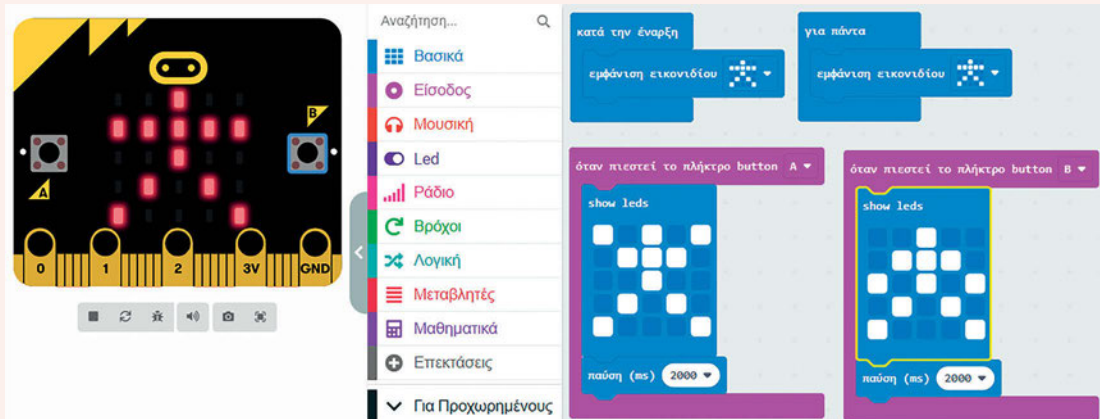 B
A
0
1
2
3V
GND
Αναζήτηση...
Βασικά
Είσοδος
Μουσική
Led
Ράδιο
Βρόχοι
Λογική
Μεταβλητές
Μαθηματικά
Επεκτάσεις
Για Προχωρημένους
κατά την έναρξη
εμφάνιση εικονιδίου
για πάντα
εμφάνιση εικονιδίου
όταν πιεστεί το πλήκτρο button A
show leds
παύση (ms) 2000
όταν πιεστεί το πλήκτρο button B
show leds
παύση (ms) 2000